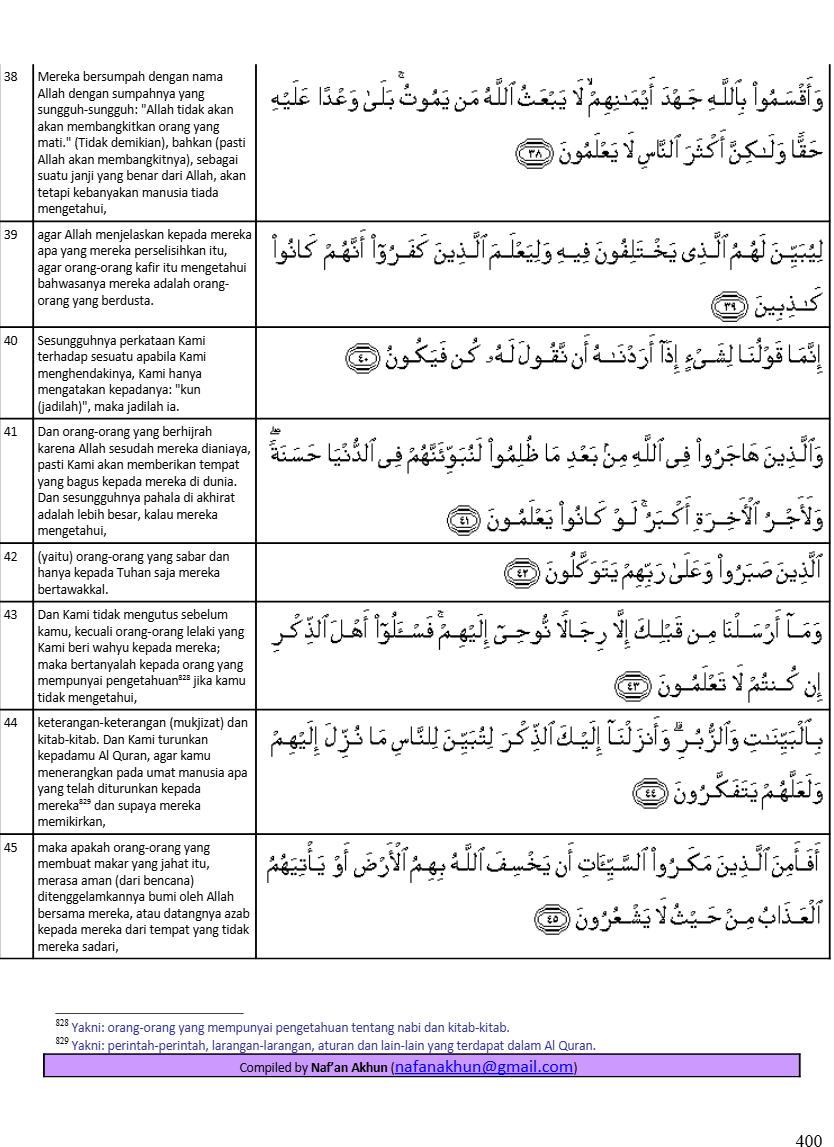 38
Mereka bersumpah dengan nama
Allah dengan sumpahnya yang
sungguh-sungguh: "Allah tidak akan
akan membangkitkan orang yang
mati." (Tidak demikian), bahkan (pasti
Allah akan membangkitnya), sebagai
suatu janji yang benar dari Allah, akan
tetapi kebanyakan manusia tiada
mengetahui,
وَأَقْسَمُوا۟ بِٱللَّهِ جَهْدَ أَيْمَـٰنِهِمْ ۙ لَا يَبْعَثُ ٱللَّهُ مَن يَمُوتُ ۚ بَلَىٰ وَعْدًا عَلَيْهِ
حَقًّا وَلَـٰكِنَّ أَكْثَرَ ٱلنَّاسِ لَا يَعْلَمُونَ ٣٨
39
agar Allah menjelaskan kepada mereka
apa yang mereka perselisihkan itu,
agar orang-orang kafir itu mengetahui
bahwasanya mereka adalah orang-
orang yang berdusta.
لِيُبَيِّنَ لَهُمُ ٱلَّذِى يَخْتَلِفُونَ فِيهِ وَلِيَعْلَمَ ٱلَّذِينَ كَفَرُوٓا۟ أَنَّهُمْ كَانُوا۟
كَـٰذِبِينَ ٣٩
40
Sesungguhnya perkataan Kami
terhadap sesuatu apabila Kami
menghendakinya, Kami hanya
mengatakan kepadanya: "kun
(jadilah)", maka jadilah ia.
إِنَّمَا قَوْلُنَا لِشَىْءٍ إِذَآ أَرَدْنَـٰهُ أَن نَّقُولَ لَهُۥ كُن فَيَكُونُ ٤٠
41
Dan orang-orang yang berhijrah
karena Allah sesudah mereka dianiaya,
pasti Kami akan memberikan tempat
yang bagus kepada mereka di dunia.
Dan sesungguhnya pahala di akhirat
adalah lebih besar, kalau mereka
mengetahui,
وَٱلَّذِينَ هَاجَرُوا۟ فِى ٱللَّهِ مِنۢ بَعْدِ مَا ظُلِمُوا۟ لَنُبَوِّئَنَّهُمْ فِى ٱلدُّنْيَا حَسَنَةً ۖ
وَلَأَجْرُ ٱلْـَٔاخِرَةِ أَكْبَرُ ۚ لَوْ كَانُوا۟ يَعْلَمُونَ ٤١
42
(yaitu) orang-orang yang sabar dan
hanya kepada Tuhan saja mereka
bertawakkal.
ٱلَّذِينَ صَبَرُوا۟ وَعَلَىٰ رَبِّهِمْ يَتَوَكَّلُونَ ٤٢
43
Dan Kami tidak mengutus sebelum
kamu, kecuali orang-orang lelaki yang
Kami beri wahyu kepada mereka;
maka bertanyalah kepada orang yang
mempunyai pengetahuan⁸²⁸ jika kamu
tidak mengetahui,
وَمَآ أَرْسَلْنَا مِن قَبْلِكَ إِلَّا رِجَالًا نُّوحِىٓ إِلَيْهِمْ ۚ فَسْـَٔلُوٓا۟ أَهْلَ ٱلذِّكْرِ
إِن كُنتُمْ لَا تَعْلَمُونَ ٤٣
44
keterangan-keterangan (mukjizat) dan
kitab-kitab. Dan Kami turunkan
kepadamu Al Quran, agar kamu
menerangkan pada umat manusia apa
yang telah diturunkan kepada
mereka⁸²⁹ dan supaya mereka
memikirkan,
بِٱلْبَيِّنَـٰتِ وَٱلزُّبُرِ ۗ وَأَنزَلْنَآ إِلَيْكَ ٱلذِّكْرَ لِتُبَيِّنَ لِلنَّاسِ مَا نُزِّلَ إِلَيْهِمْ
وَلَعَلَّهُمْ يَتَفَكَّرُونَ ٤٤
45
maka apakah orang-orang yang
membuat makar yang jahat itu,
merasa aman (dari bencana)
ditenggelamkannya bumi oleh Allah
bersama mereka, atau datangnya azab
kepada mereka dari tempat yang tidak
mereka sadari,
أَفَأَمِنَ ٱلَّذِينَ مَكَرُوا۟ ٱلسَّيِّـَٔاتِ أَن يَخْسِفَ ٱللَّهُ بِهِمُ ٱلْأَرْضَ أَوْ يَأْتِيَهُمُ
ٱلْعَذَابُ مِنْ حَيْثُ لَا يَشْعُرُونَ ٤٥
⁸²⁸ Yakni: orang-orang yang mempunyai pengetahuan tentang nabi dan kitab-kitab.
⁸²⁹ Yakni: perintah-perintah, larangan-larangan, aturan dan lain-lain yang terdapat dalam Al Quran.
Compiled by Naf'an Akhun (nafanakhun@gmail.com)
400